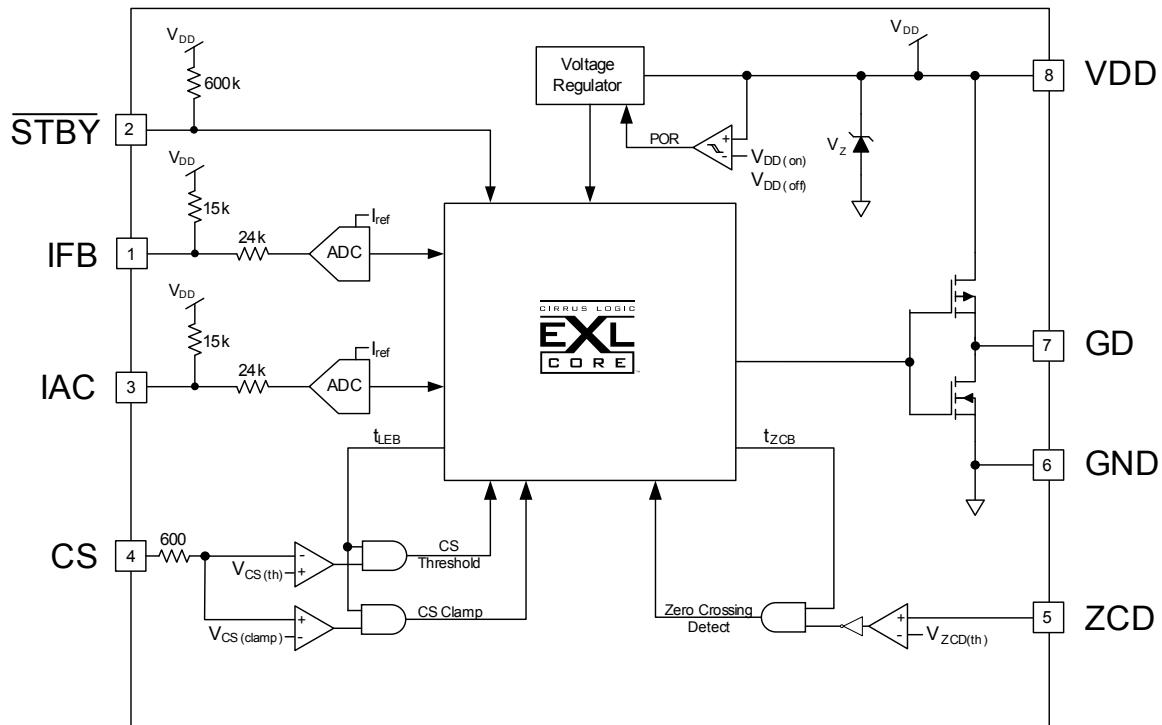 VDD
600k
STBY
2
VDD
15k
IFB
1
24k
ADC
Iref
VDD
15k
IAC
3
24k
ADC
Iref
Voltage
Regulator
POR
VDD(on)
VDD(off)
VZ
VDD
8
VDD
CIRRUS LOGIC
EXL
CORE
TM
7
GD
6
GND
tLEB
tZCB
CS
4
600
VCS(th)
CS
Threshold
VCS(clamp)
CS Clamp
Zero Crossing
Detect
VZCD(th)
5
ZCD